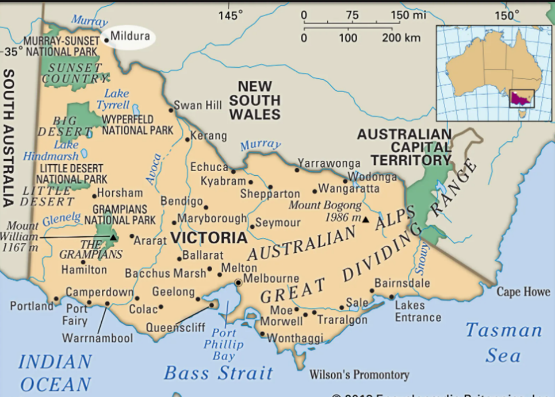 Murray
145°
0 75 150 mi
0 100 200 km
150°
35°
MURRAY-SUNSET
NATIONAL PARK
Mildura
SUNSET
COUNTRY
SOUTH AUSTRALIA
Lake
Tyrrell
Swan Hill
NEW
SOUTH
WALES
BIG
DESERT
WYPERFELD
NATIONAL PARK
Kerang
AUSTRALIAN
CAPITAL
TERRITORY
Lake
Hindmarsh
Avoca
Echuca
Murray
Yarrawonga
LITTLE DESERT
NATIONAL PARK
Kyabram
Wodonga
LITTLE
DESERT
Horsham
Shepparton
Wangaratta
Bendigo
Mount Bogong
1986 m
Glenelg
GRAMPIANS
NATIONAL PARK
Maryborough
Seymour
Mount
William
1167 m
Ararat
VICTORIA
AUSTRALIAN ALPS
GREAT DIVIDING RANGE
THE
GRAMPIANS
Ballarat
Snowy
Hamilton
Bacchus Marsh
Melton
Melbourne
Bairnsdale
Cape Howe
Camperdown
Geelong
Sale
Portland
Port
Fairy
Colac
Moe
Lakes
Entrance
Morwell
Traralgon
Warrnambool
Queenscliff
Port
Phillip
Bay
Wonthaggi
Tasman
Sea
INDIAN
OCEAN
Bass Strait
Wilson's Promontory